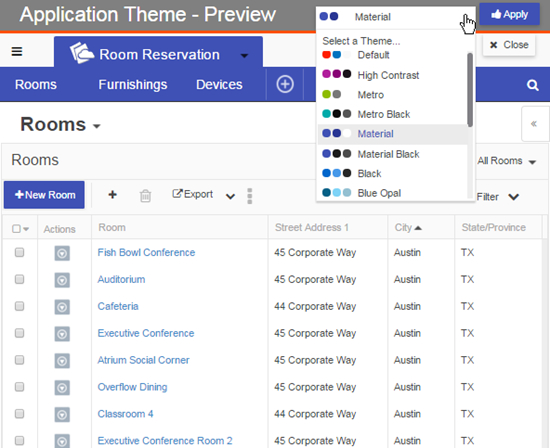 Application Theme - Preview
Material
Apply
Select a Theme...
Default
High Contrast
Metro
Metro Black
Material
Material Black
Black
Blue Opal
Close
Room Reservation
Rooms Furnishings Devices
Rooms
«
Rooms
All Rooms
New Room
Export
Filter
Actions Room Street Address 1 City State/Province
Fish Bowl Conference 45 Corporate Way Austin TX
Auditorium 45 Corporate Way Austin TX
Cafeteria 44 Corporate Way Austin TX
Executive Conference 45 Corporate Way Austin TX
Atrium Social Corner 45 Corporate Way Austin TX
Overflow Dining 45 Corporate Way Austin TX
Classroom 4 44 Corporate Way Austin TX
Executive Conference Room 2 45 Corporate Way Austin TX